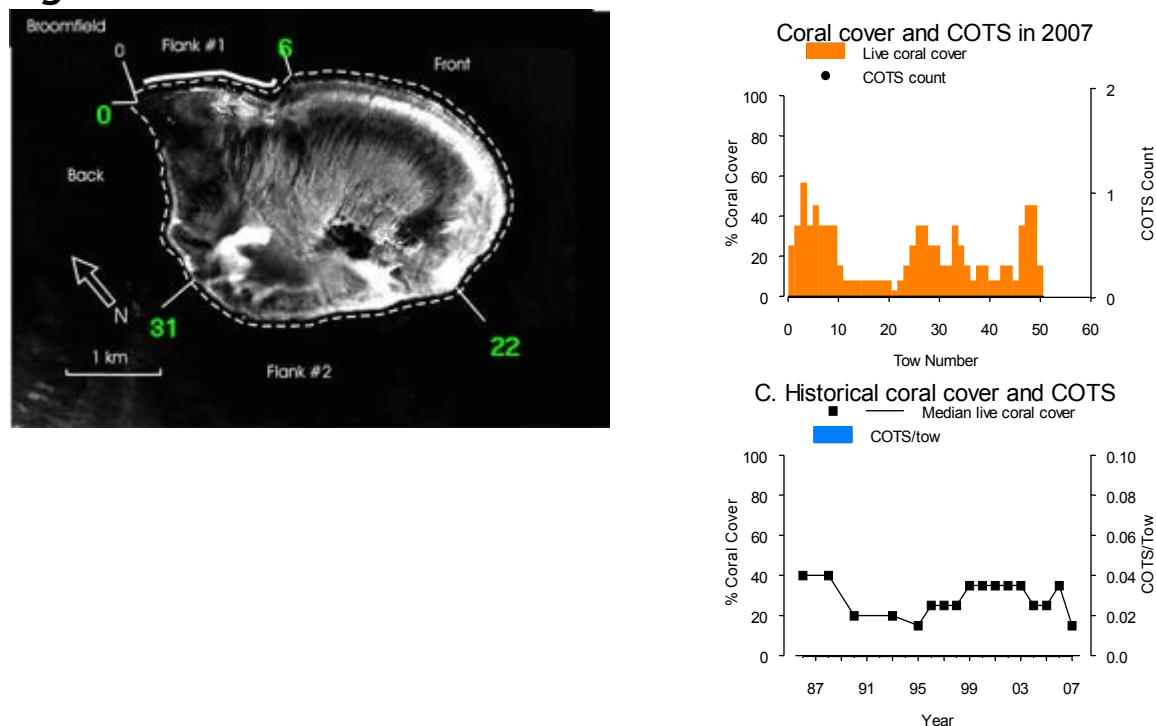 Broomfield
0
Flank #1
6
Front
0
Back
N
31
1 km
22
Flank #2
Coral cover and COTS in 2007
Live coral cover
COTS count
100
80
60
40
20
0
% Coral Cover
2
1
0
COTS Count
0 10 20 30 40 50 60
Tow Number
C. Historical coral cover and COTS
Median live coral cover
COTS/tow
100
80
60
40
20
0
% Coral Cover
0.10
0.08
0.06
0.04
0.02
0.0
COTS/Tow
87 91 95 99 03 07
Year